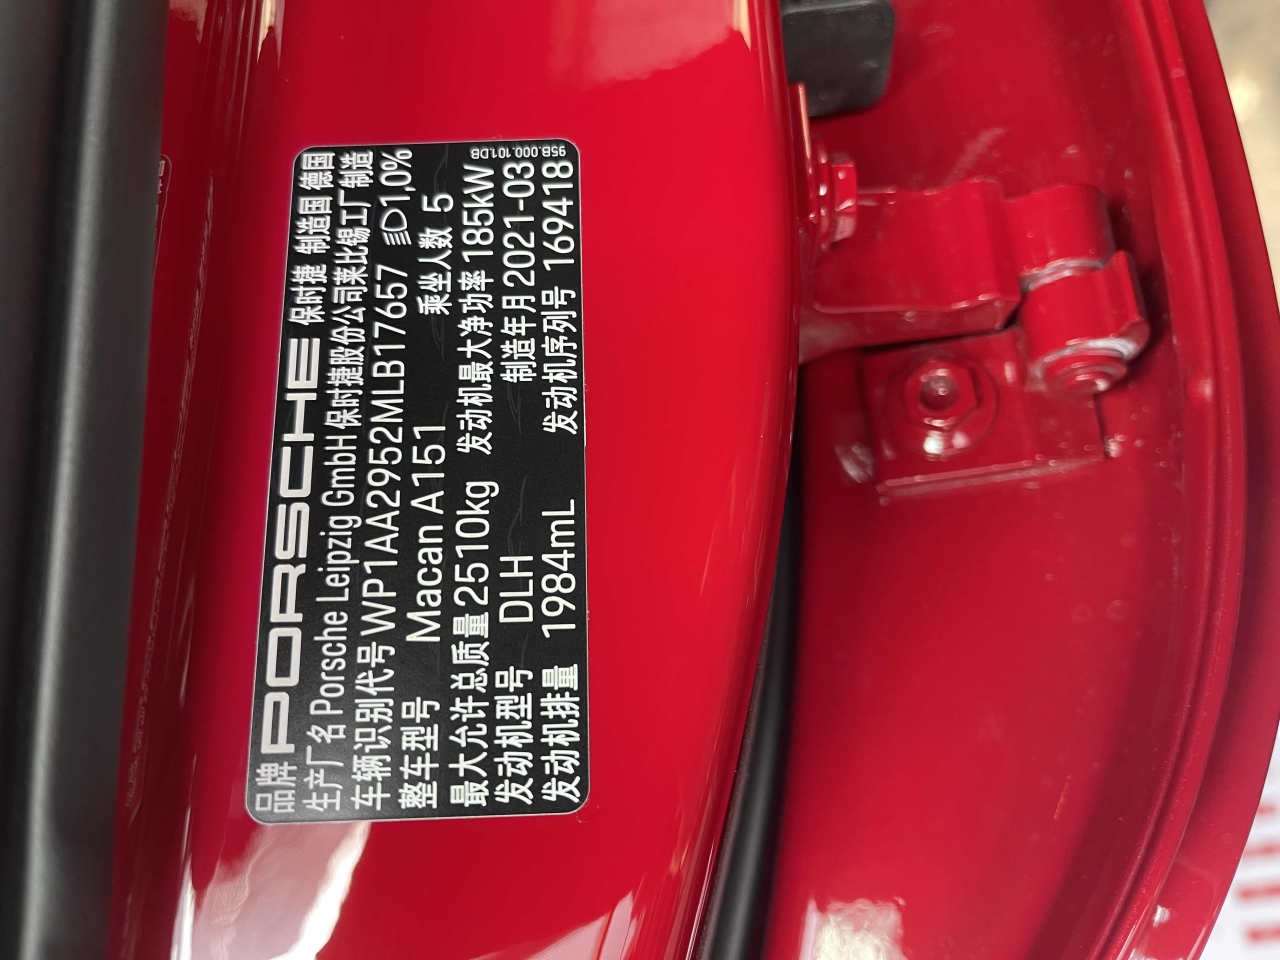 品牌 PORSCHE 保时捷 制造国 德国
生产厂名 Porsche Leipzig GmbH 保时捷股份公司莱比锡工厂制造
车辆识别代号 WP1AA2952MLB17657 1,0%
整车型号 Macan A151 乘坐人数 5
最大允许总质量 2510kg 发动机最大净功率 185kW
发动机型号 DLH 制造年月 2021-03
发动机排量 1984mL 发动机序列号 169418
95B.000.101.DB